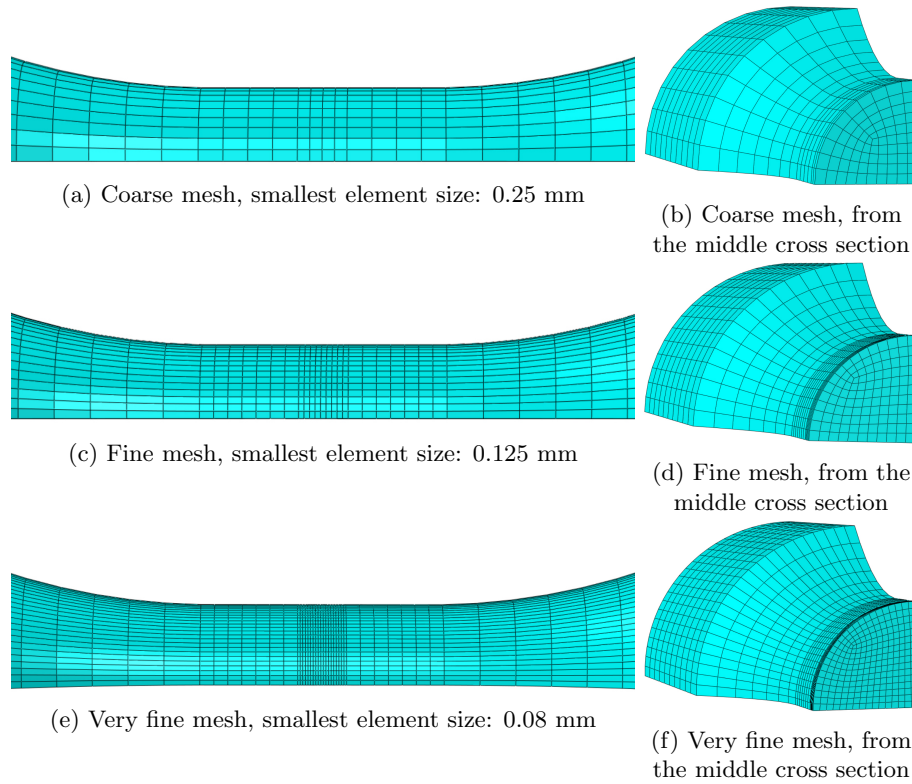 (a) Coarse mesh, smallest element size: 0.25 mm
(b) Coarse mesh, from
the middle cross section
(c) Fine mesh, smallest element size: 0.125 mm
(d) Fine mesh, from the
middle cross section
(e) Very fine mesh, smallest element size: 0.08 mm
(f) Very fine mesh, from
the middle cross section